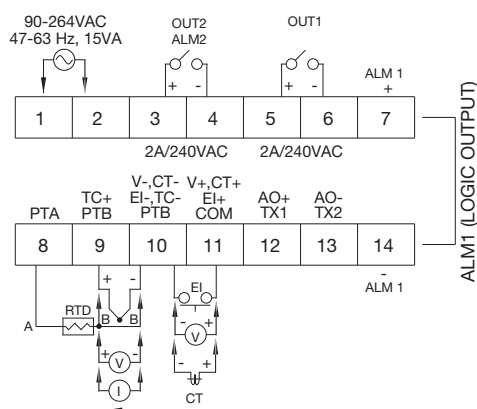 90-264VAC
47-63 Hz, 15VA
OUT2
ALM2
OUT1
+ -
+ -
ALM 1
+
1 2 3 4 5 6 7
2A/240VAC 2A/240VAC
ALM1 (LOGIC OUTPUT)
PTA
TC+
PTB
V-,CT-
EI-,TC-
PTB
V+,CT+
EI+
COM
AO+
TX1
AO-
TX2
8 9 10 11 12 13 14
-
ALM 1
+ -
RTD
A
B B
EI
- +
V
+ -
V
- +
CT
I